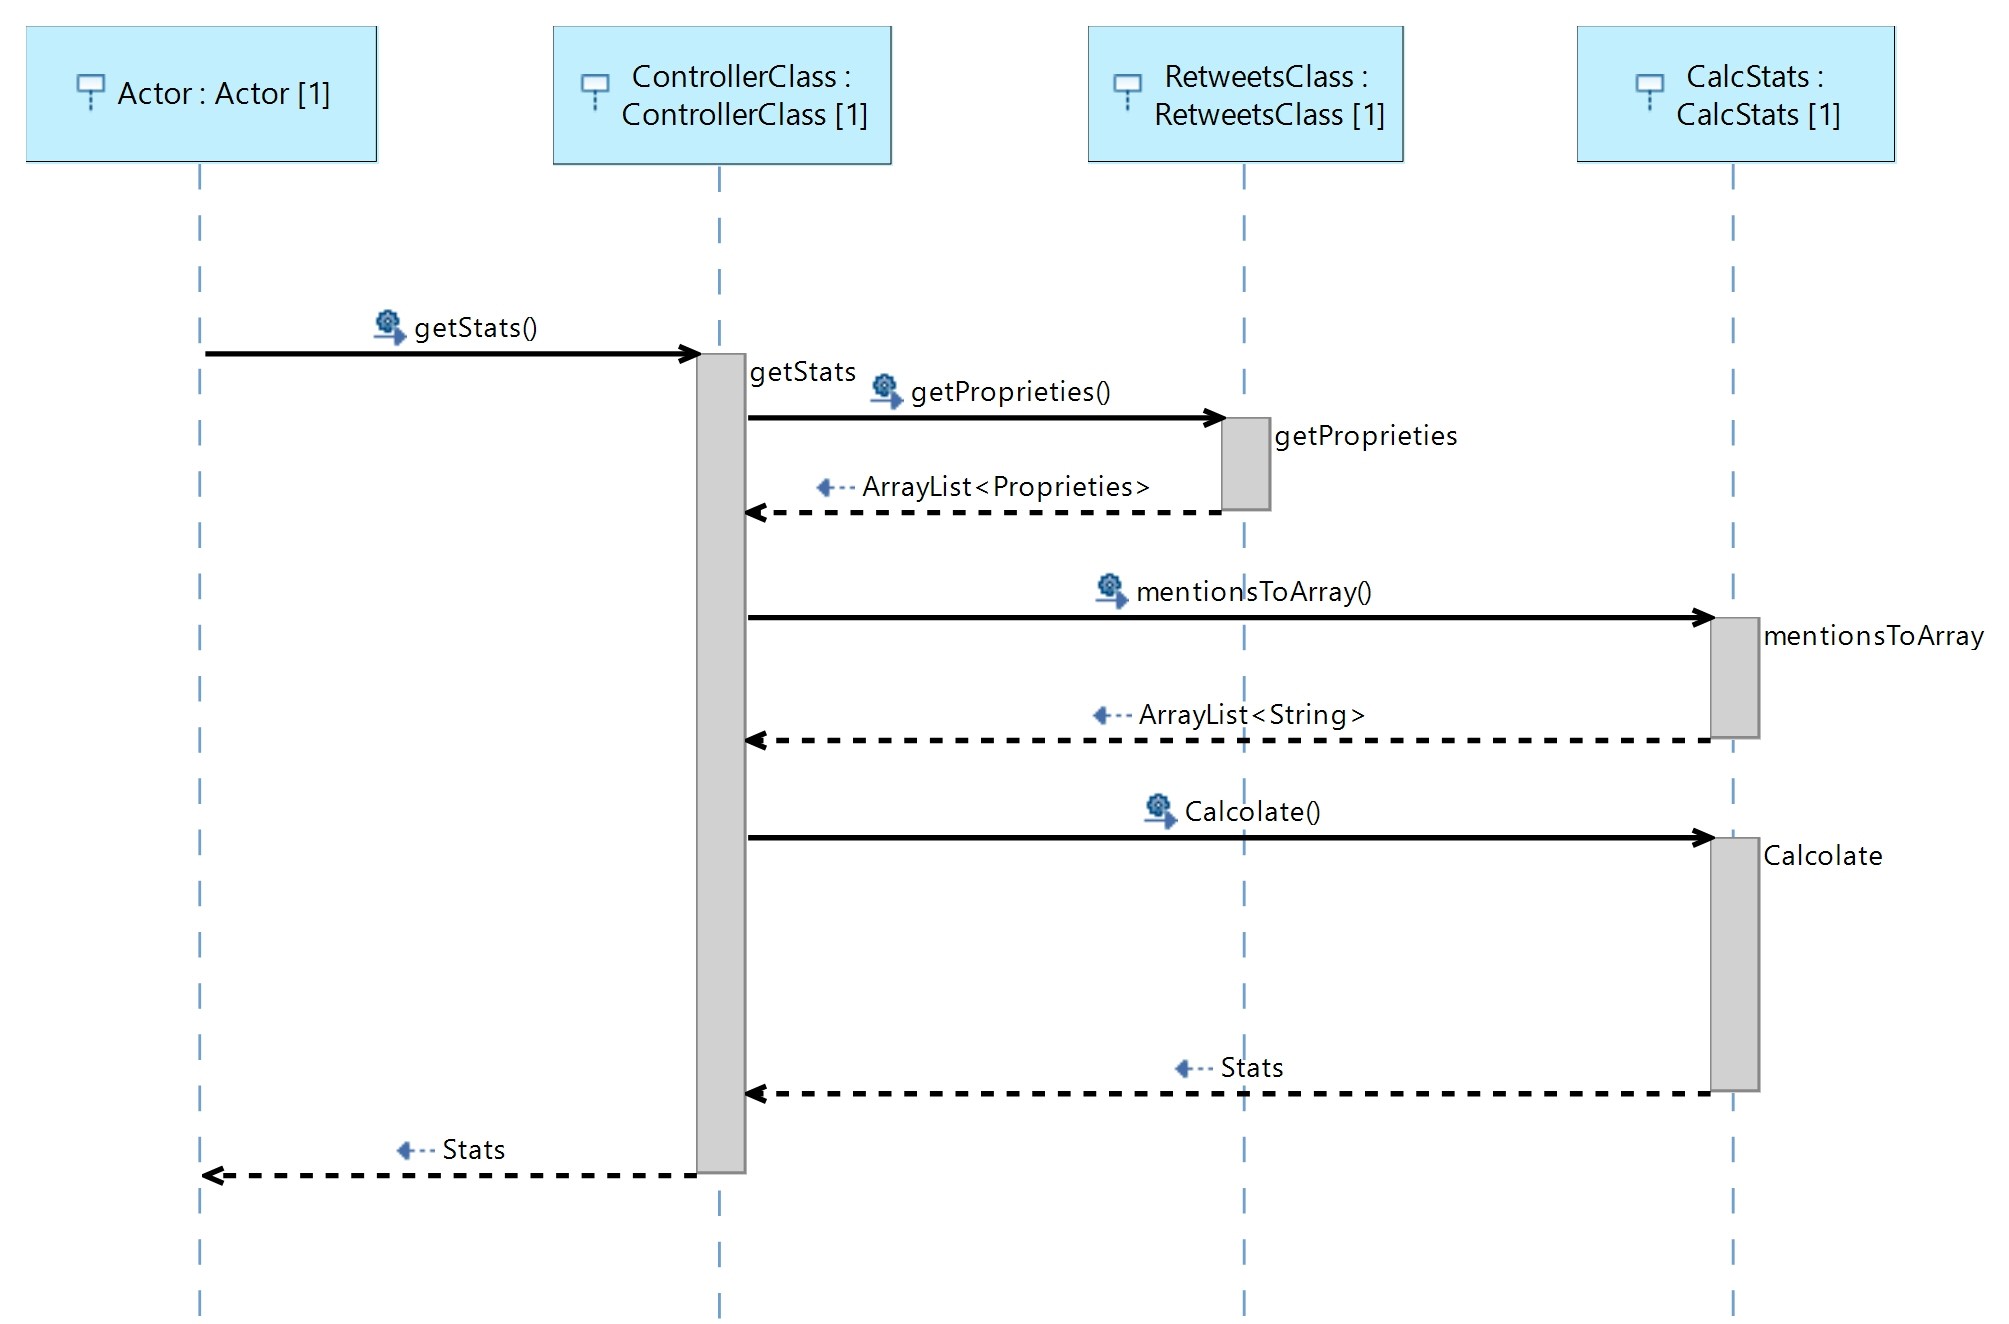 Actor : Actor [1]
ControllerClass :
ControllerClass [1]
RetweetsClass :
RetweetsClass [1]
CalcStats :
CalcStats [1]
getStats()
getStats
getProprieties()
getProprieties
ArrayList<Proprieties>
mentionsToArray()
mentionsToArray
ArrayList<String>
Calcolate()
Calcolate
Stats
Stats